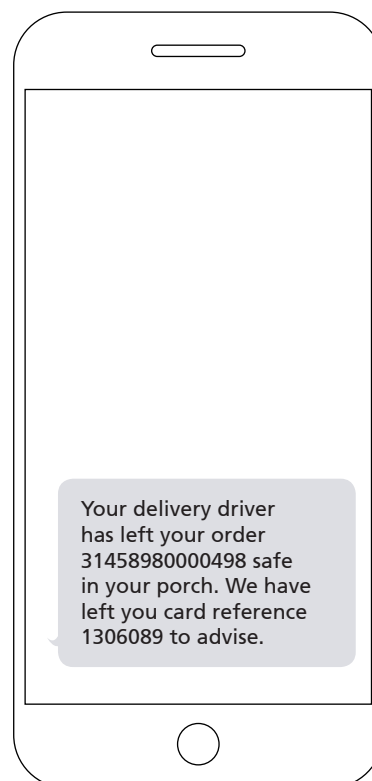 Your delivery driver
has left your order
31458980000498 safe
in your porch. We have
left you card reference
1306089 to advise.